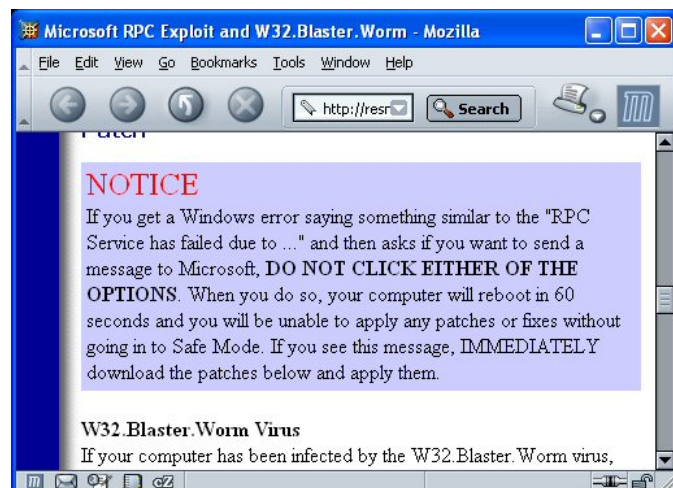 Microsoft RPC Exploit and W32.Blaster.Worm - Mozilla
File Edit View Go Bookmarks Tools Window Help
http://resn Search
Patch
NOTICE
If you get a Windows error saying something similar to the "RPC
Service has failed due to ..." and then asks if you want to send a
message to Microsoft, DO NOT CLICK EITHER OF THE
OPTIONS. When you do so, your computer will reboot in 60
seconds and you will be unable to apply any patches or fixes without
going in to Safe Mode. If you see this message, IMMEDIATELY
download the patches below and apply them.
W32.Blaster.Worm Virus
If your computer has been infected by the W32.Blaster.Worm virus,